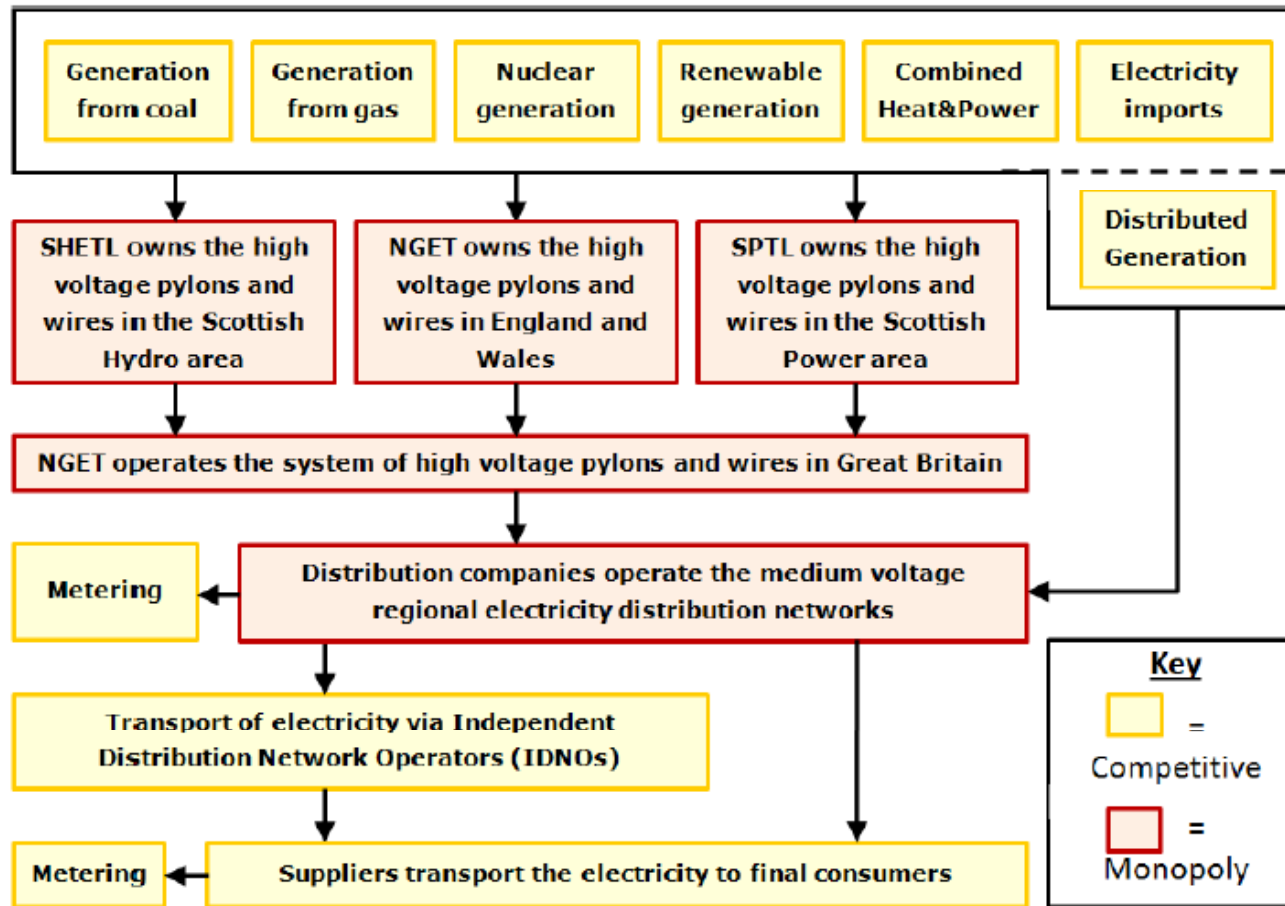 Generation
from coal
Generation
from gas
Nuclear
generation
Renewable
generation
Combined
Heat&Power
Electricity
imports
Distributed
Generation
SHETL owns the high
voltage pylons and
wires in the Scottish
Hydro area
NGET owns the high
voltage pylons and
wires in England and
Wales
SPTL owns the high
voltage pylons and
wires in the Scottish
Power area
NGET operates the system of high voltage pylons and wires in Great Britain
Metering
Distribution companies operate the medium voltage
regional electricity distribution networks
Transport of electricity via Independent
Distribution Network Operators (IDNOs)
Metering
Suppliers transport the electricity to final consumers
Key
=
Competitive
=
Monopoly